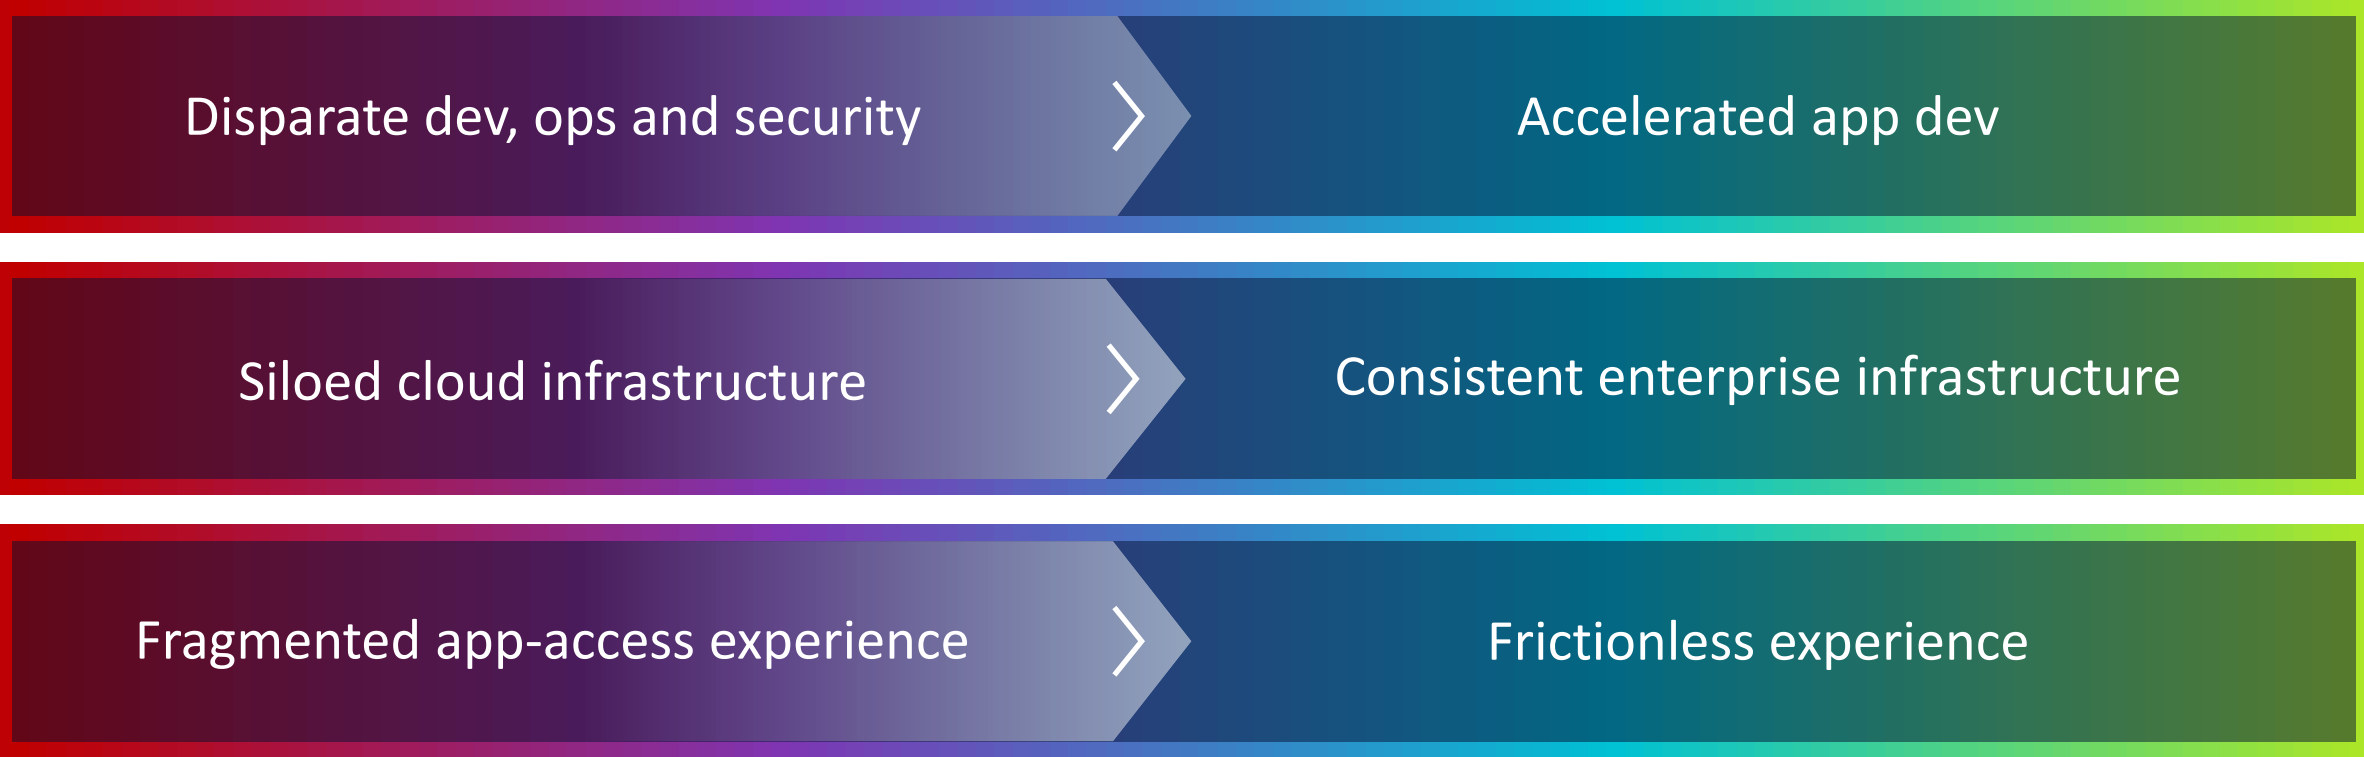 Disparate dev, ops and security
Accelerated app dev
Siloed cloud infrastructure
Consistent enterprise infrastructure
Fragmented app-access experience
Frictionless experience